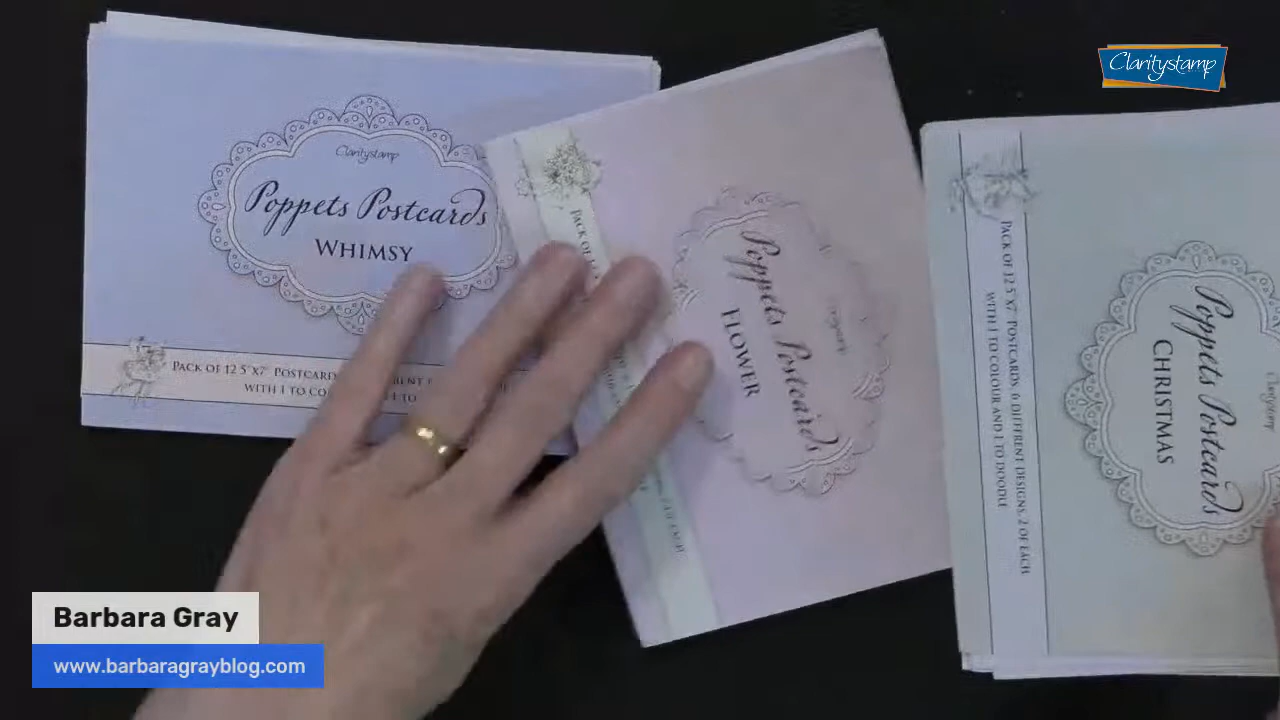 Claritystamp
Claritystamp
Poppets Postcards
WHIMSY
PACK OF 12 5"X7" POSTCARDS
WITH 1 TO
Poppets Postcards
FLOWER
PACK OF
Poppets Postcards
CHRISTMAS
PACK OF 12 5"X7" POSTCARDS. 6 DIFFERENT DESIGNS. 2 OF EACH
WITH 1 TO COLOUR AND 1 TO DOODLE
Barbara Gray
www.barbaragrayblog.com